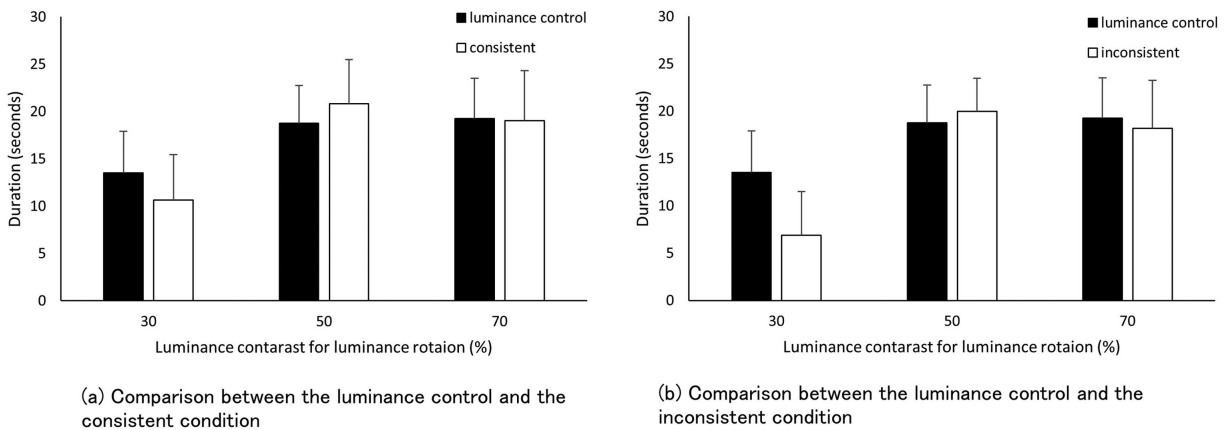 30
25
20
15
10
5
0
Duration (seconds)
luminance control
consistent
30 50 70
Luminance contarast for luminance rotaion (%)
(a) Comparison between the luminance control and the
consistent condition
30
25
20
15
10
5
0
Duration (seconds)
luminance control
inconsistent
30 50 70
Luminance contarast for luminance rotaion (%)
(b) Comparison between the luminance control and the
inconsistent condition